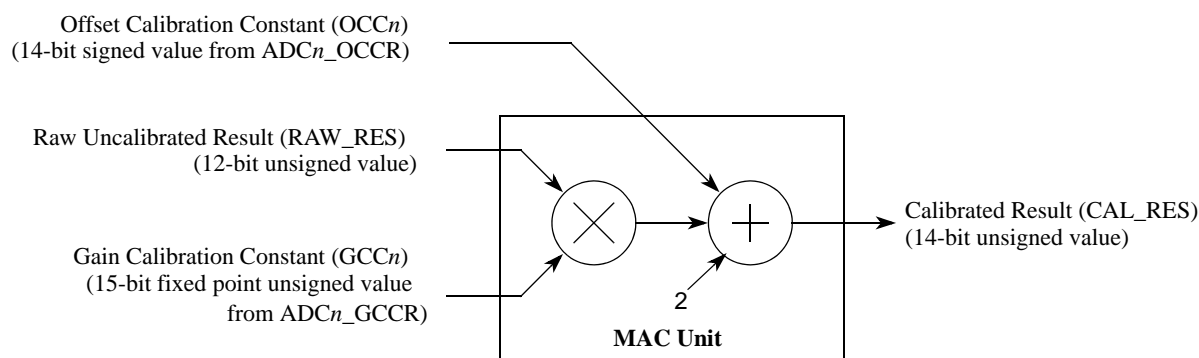 Offset Calibration Constant (OCCn)
(14-bit signed value from ADCn_OCCR)
Raw Uncalibrated Result (RAW_RES)
(12-bit unsigned value)
Gain Calibration Constant (GCCn)
(15-bit fixed point unsigned value
from ADCn_GCCR)
2
MAC Unit
Calibrated Result (CAL_RES)
(14-bit unsigned value)